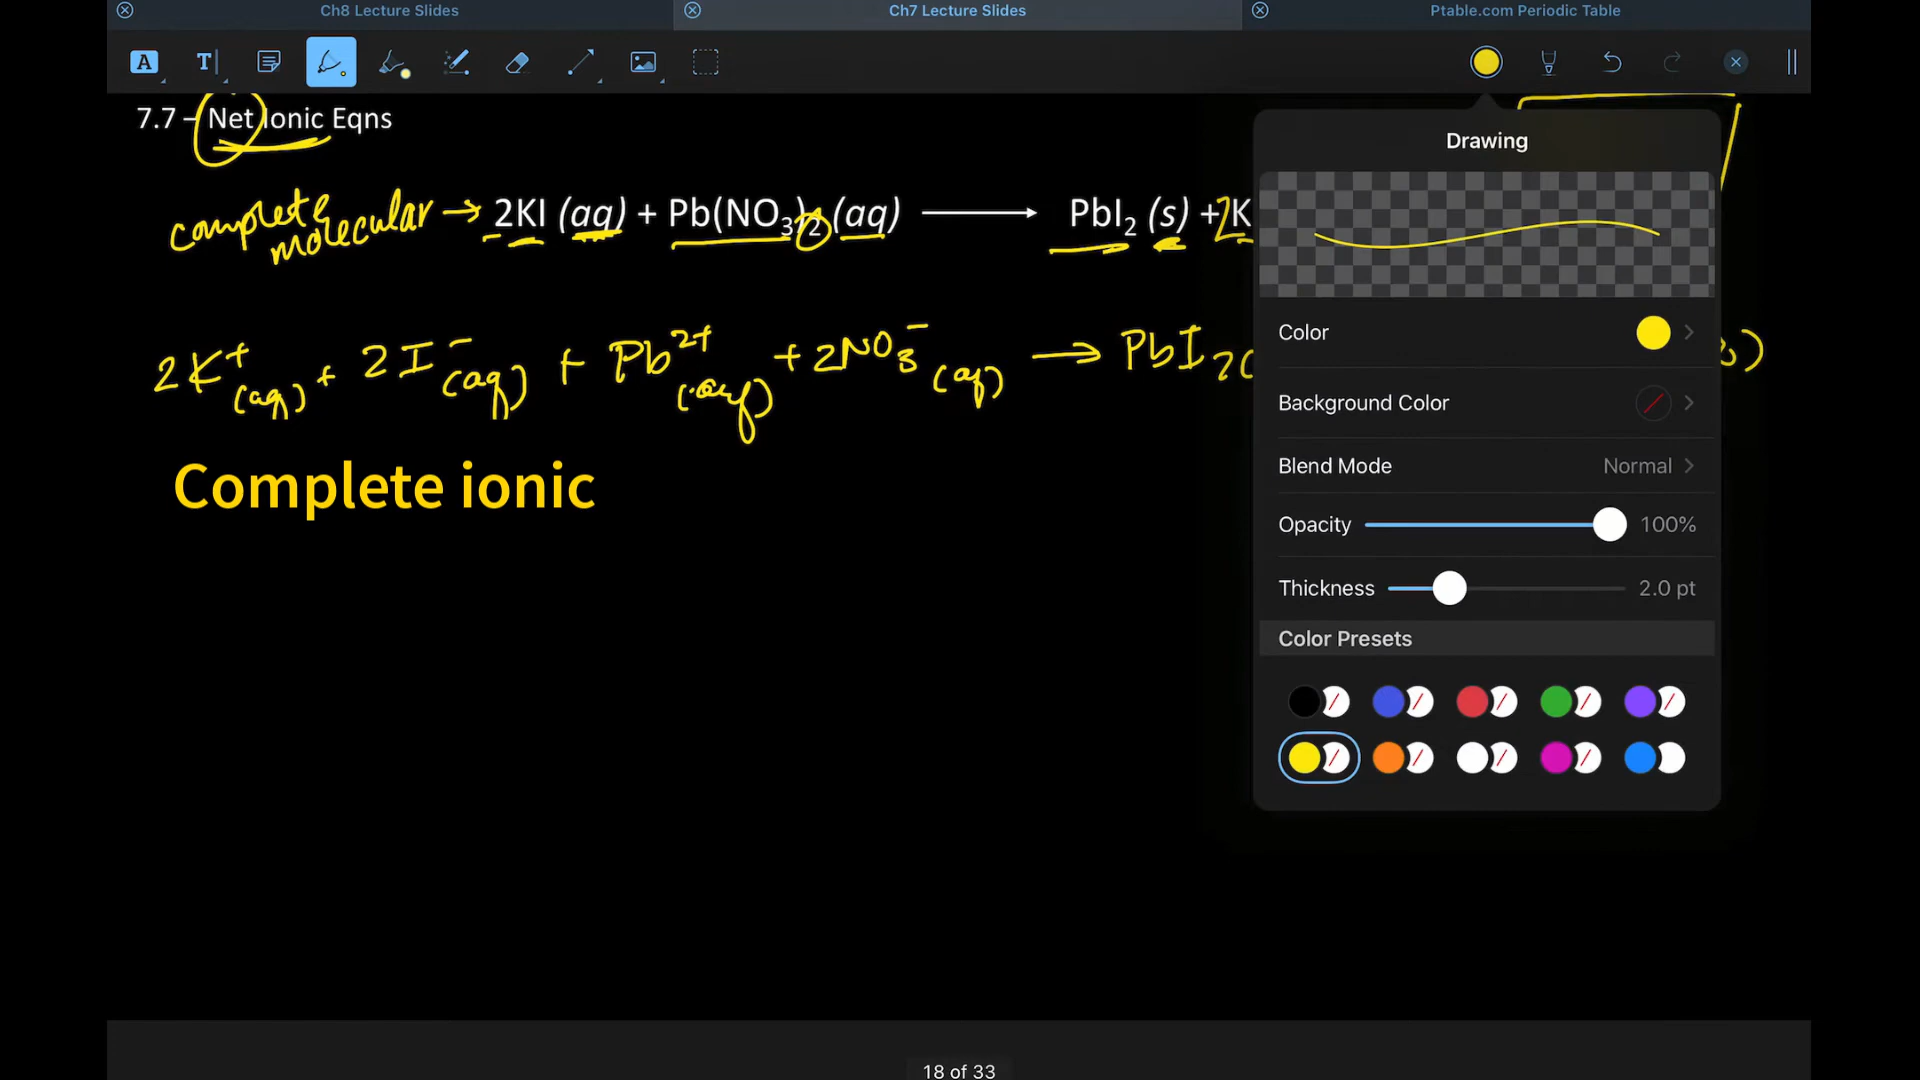 Ch8 Lecture Slides
Ch7 Lecture Slides
Ptable.com Periodic Table
A T
7.7 – Net Ionic Eqns
complete molecular → 2KI (aq) + Pb(NO₃)₂ (aq) ⟶ PbI₂ (s) + 2K
2K⁺(aq) + 2I⁻(aq) + Pb²⁺(aq) + 2NO₃⁻(aq) → PbI₂(
Complete ionic
Drawing
Color
Background Color
Blend Mode Normal
Opacity 100%
Thickness 2.0 pt
Color Presets
18 of 33